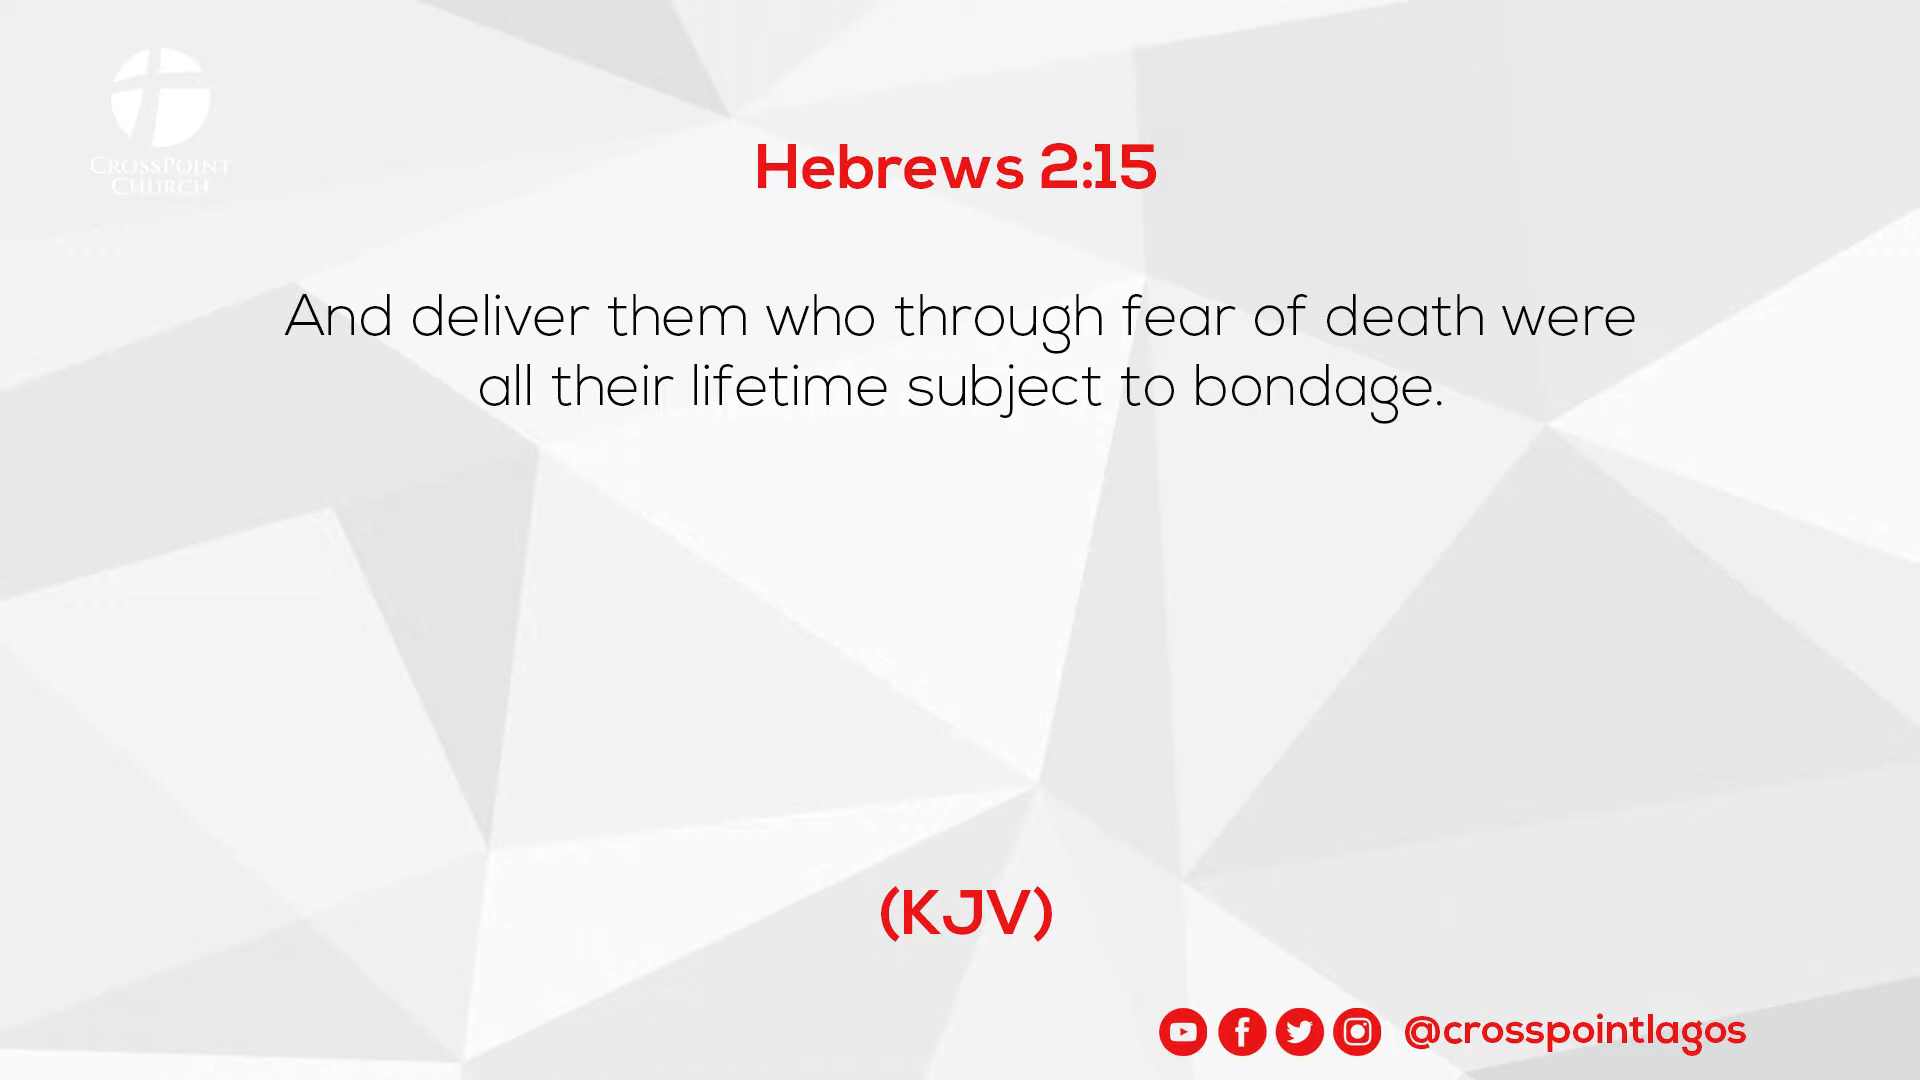 CrossPoint
Church
Hebrews 2:15
And deliver them who through fear of death were
all their lifetime subject to bondage.
(KJV)
@crosspointlagos